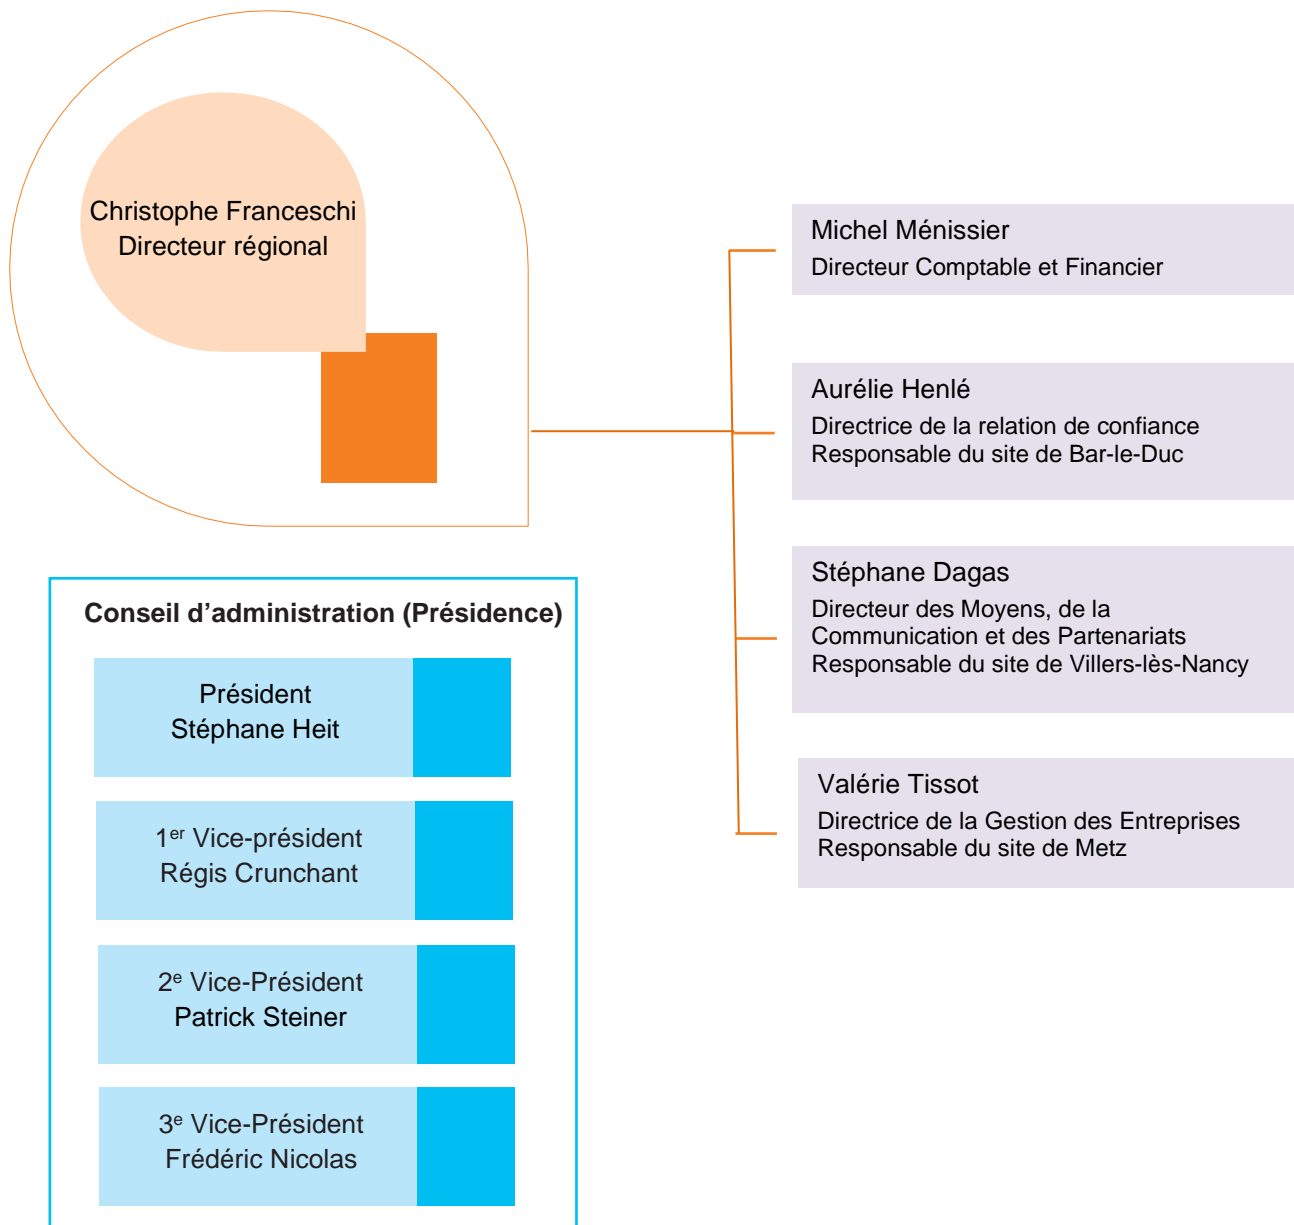 Christophe Franceschi
Directeur régional
Michel Ménissier
Directeur Comptable et Financier
Aurélie Henlé
Directrice de la relation de confiance
Responsable du site de Bar-le-Duc
Stéphane Dagas
Directeur des Moyens, de la
Communication et des Partenariats
Responsable du site de Villers-lès-Nancy
Valérie Tissot
Directrice de la Gestion des Entreprises
Responsable du site de Metz
Conseil d’administration (Présidence)
Président
Stéphane Heit
1er Vice-président
Régis Crunchant
2e Vice-Président
Patrick Steiner
3e Vice-Président
Frédéric Nicolas